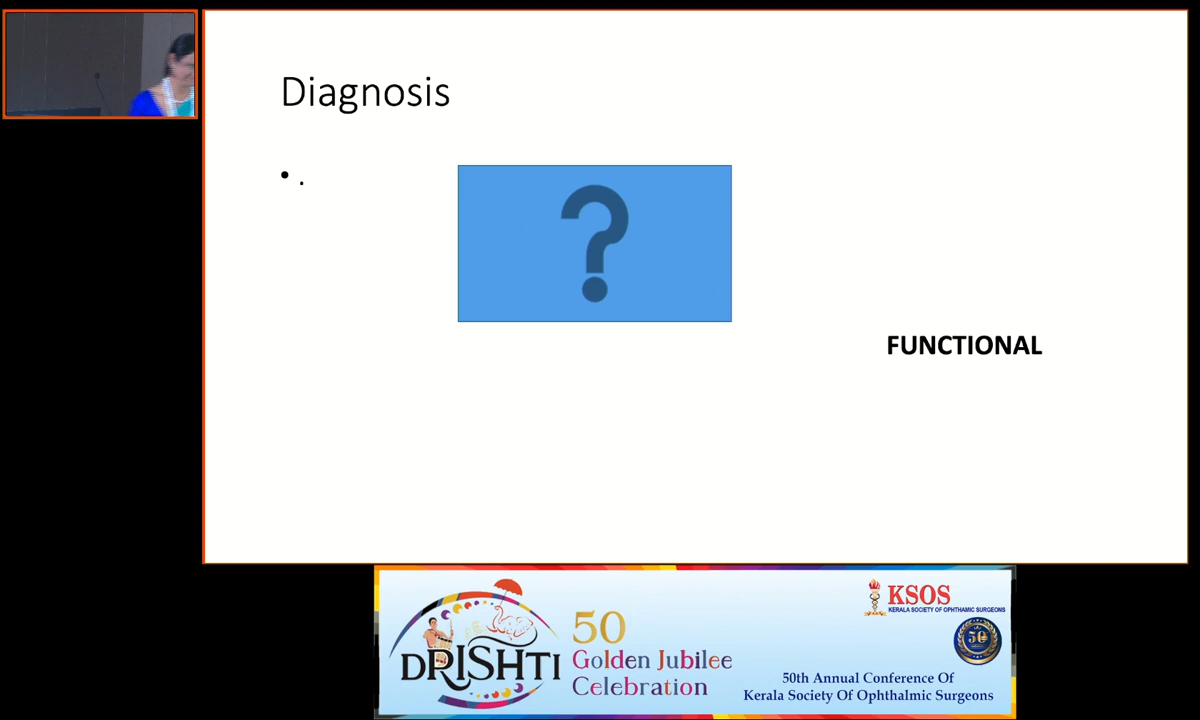 Diagnosis
• .
?
FUNCTIONAL
DRISHTI
50
Golden Jubilee
Celebration
KSOS
KERALA SOCIETY OF OPHTHAMIC SURGEONS
50
50th Annual Conference Of
Kerala Society Of Ophthalmic Surgeons